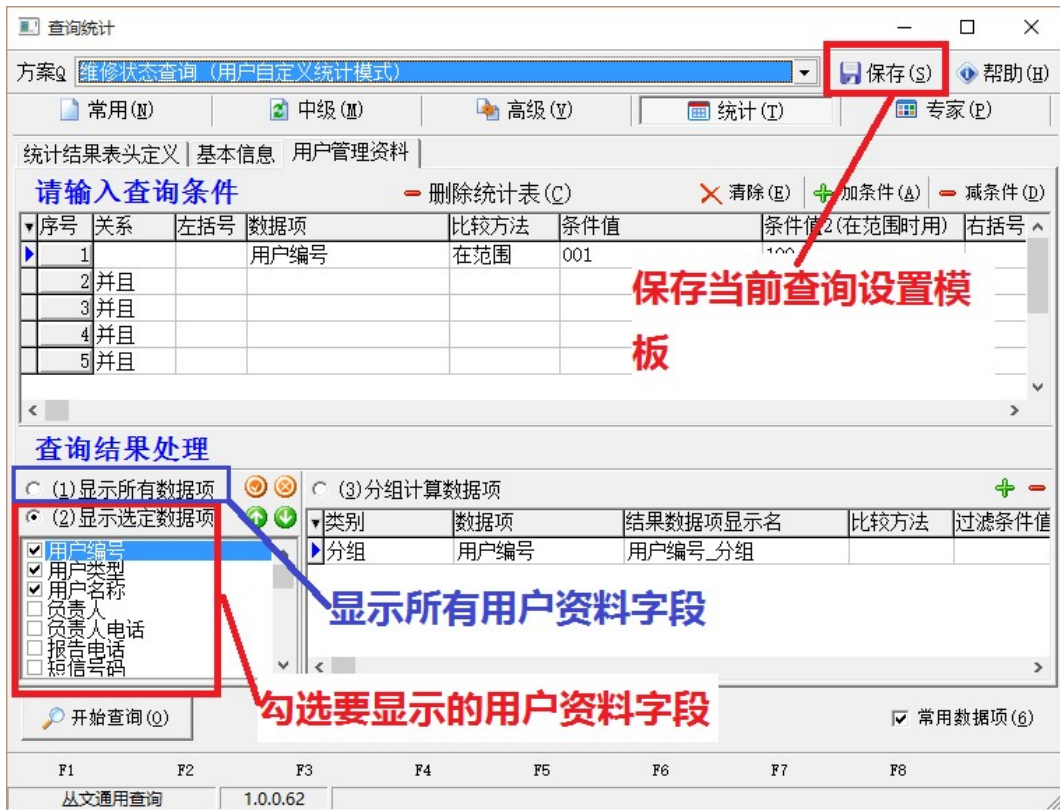 查询统计
方案Q 维修状态查询（用户自定义统计模式） 保存(S) 帮助(H)
常用(N) 中级(M) 高级(V) 统计(T) 专家(P)
统计结果表头定义 基本信息 用户管理资料
请输入查询条件 删除统计表(C) 清除(E) 加条件(A) 减条件(D)
序号 关系 左括号 数据项 比较方法 条件值 条件值2(在范围时用) 右括号
1 用户编号 在范围 001
2 并且
3 并且
4 并且
5 并且
保存当前查询设置模
板
查询结果处理
(1)显示所有数据项 (3)分组计算数据项
(2)显示选定数据项 类别 数据项 结果数据项显示名 比较方法 过滤条件值
用户编号 分组 用户编号 用户编号_分组
用户类型
用户名称
负责人
负责人电话
报告电话
短信号码
显示所有用户资料字段
勾选要显示的用户资料字段
开始查询(O) 常用数据项(6)
F1 F2 F3 F4 F5 F6 F7 F8
丛文通用查询 1.0.0.62